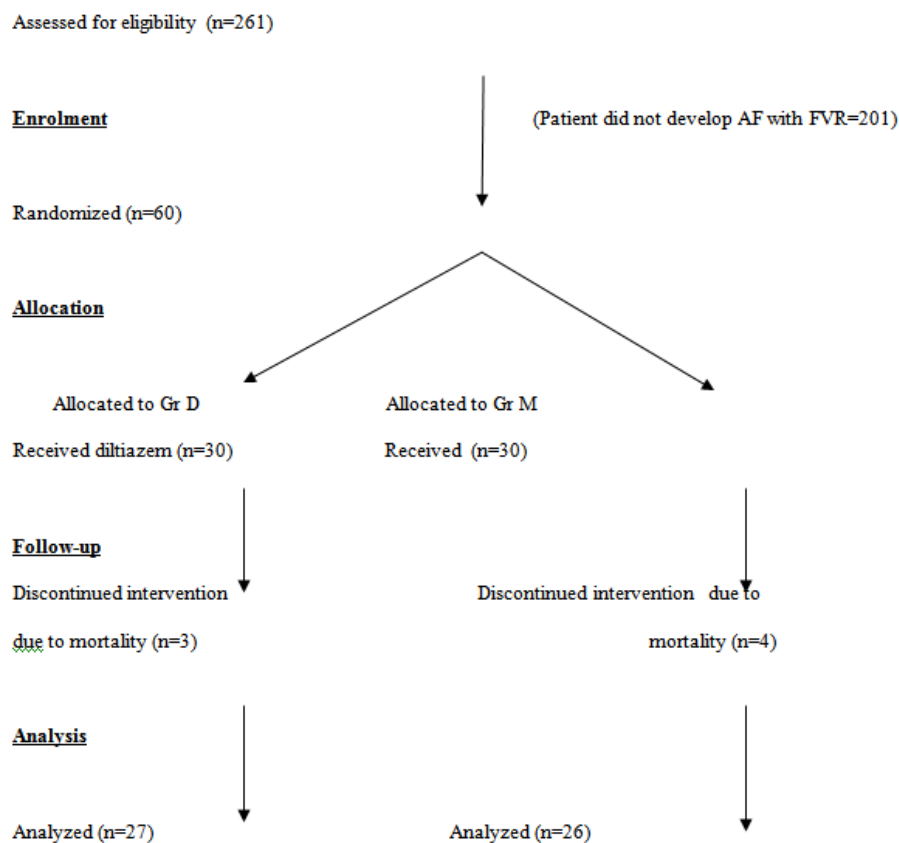 Assessed for eligibility (n=261)
Enrolment
(Patient did not develop AF with FVR=201)
Randomized (n=60)
Allocation
Allocated to Gr D
Allocated to Gr M
Received diltiazem (n=30)
Received (n=30)
Follow-up
Discontinued intervention
due to mortality (n=3)
Discontinued intervention due to
mortality (n=4)
Analysis
Analyzed (n=27)
Analyzed (n=26)